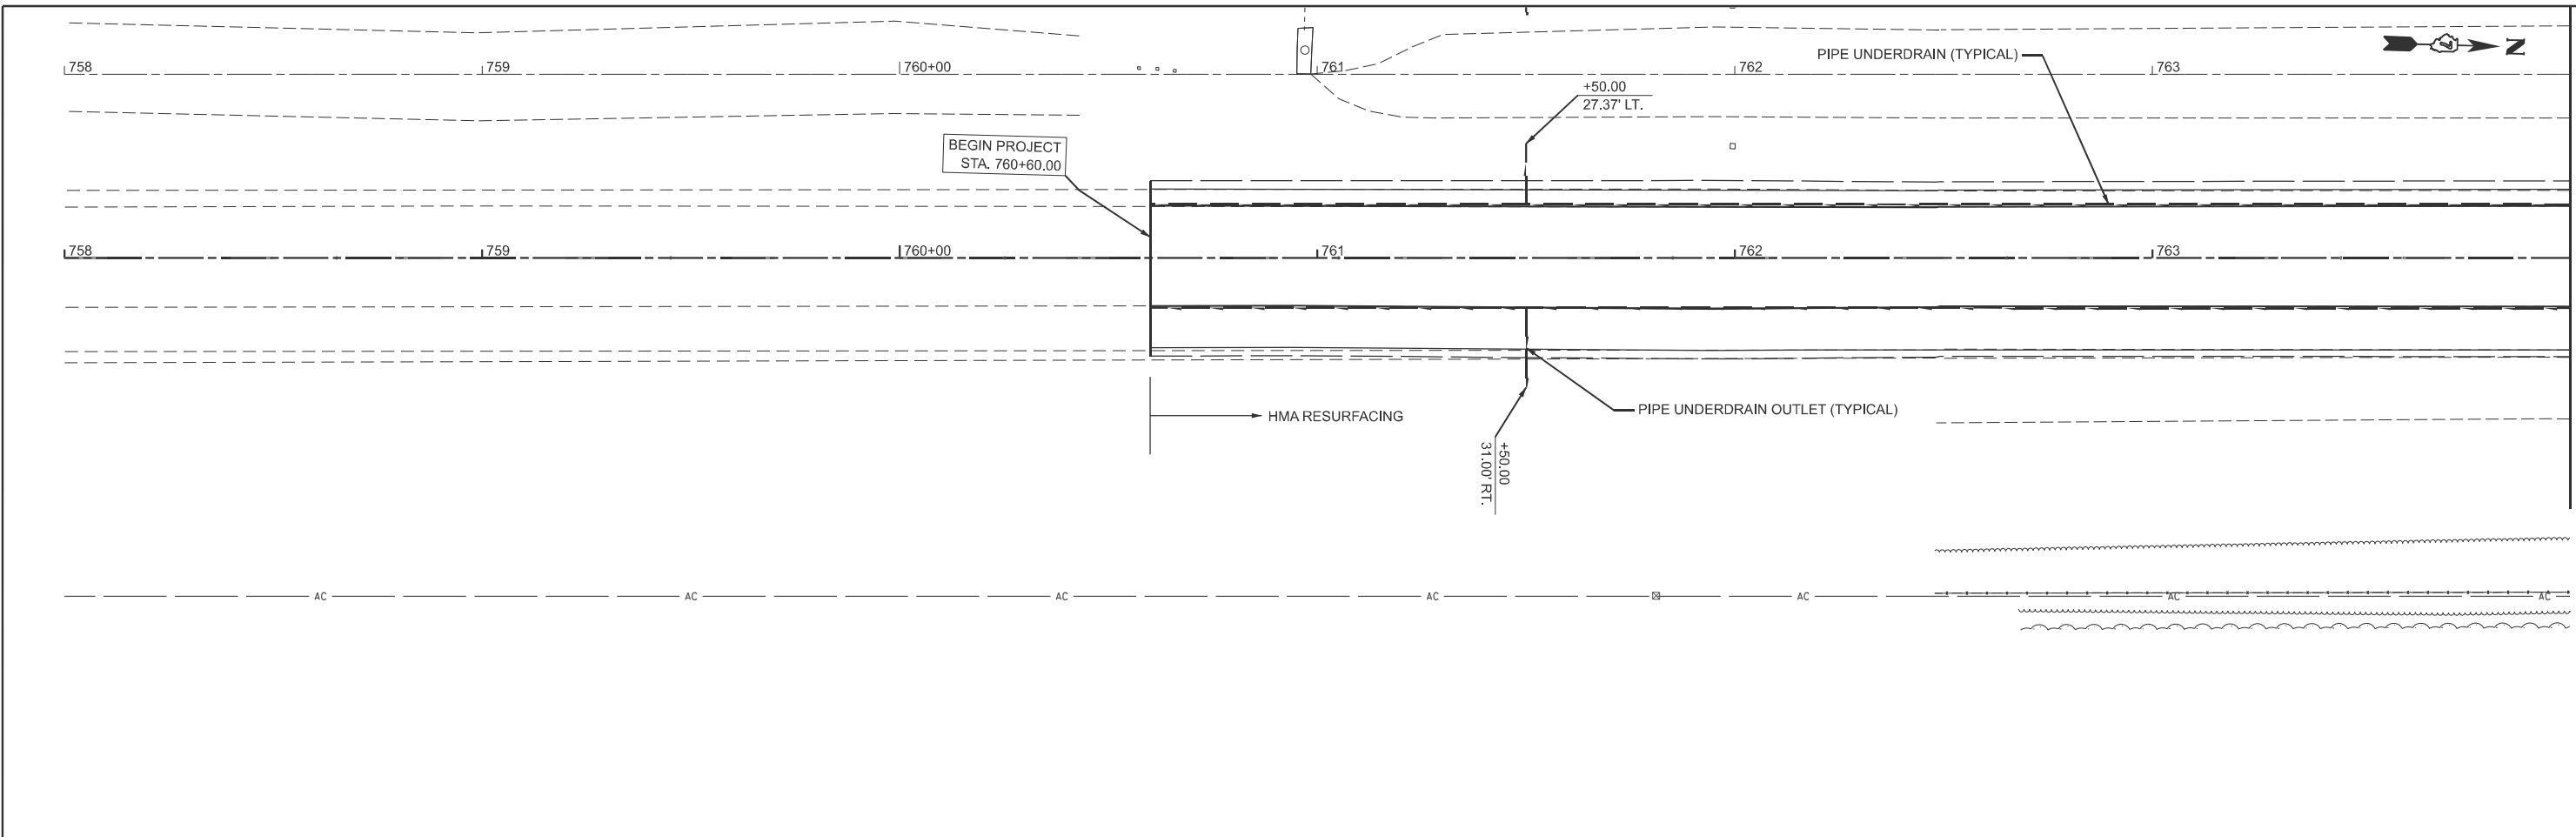 758
759
760+00
761
762
763
PIPE UNDERDRAIN (TYPICAL)
N
+50.00
27.37' LT.
BEGIN PROJECT
STA. 760+60.00
758
759
760+00
761
762
763
HMA RESURFACING
PIPE UNDERDRAIN OUTLET (TYPICAL)
+50.00
31.00' RT.
AC
AC
AC
AC
AC
AC
AC